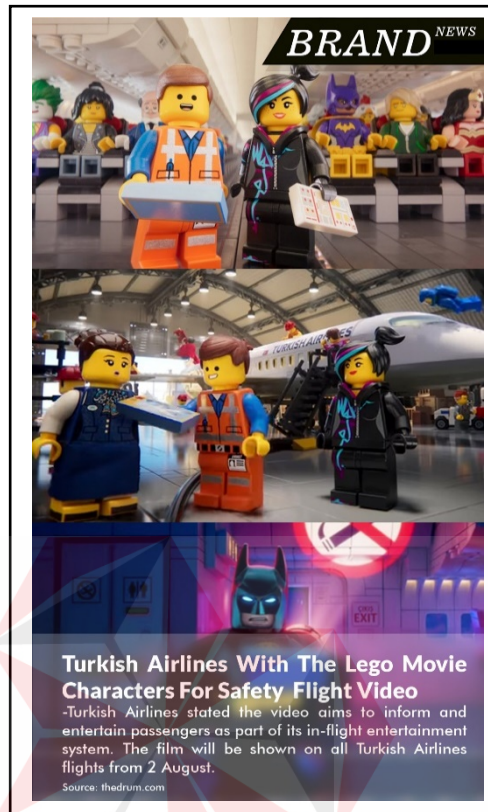 BRAND NEWS
TURKISH AIRLINES
EXIT
Turkish Airlines With The Lego Movie
Characters For Safety Flight Video
-Turkish Airlines stated the video aims to inform and
entertain passengers as part of its in-flight entertainment
system. The film will be shown on all Turkish Airlines
flights from 2 August.
Source: thedrum.com